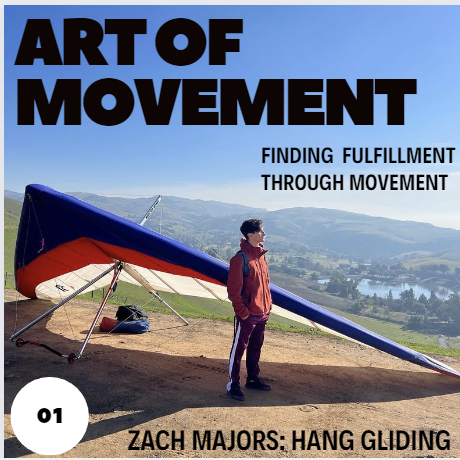 ART OF
MOVEMENT
FINDING FULFILLMENT
THROUGH MOVEMENT
01
ZACH MAJORS: HANG GLIDING